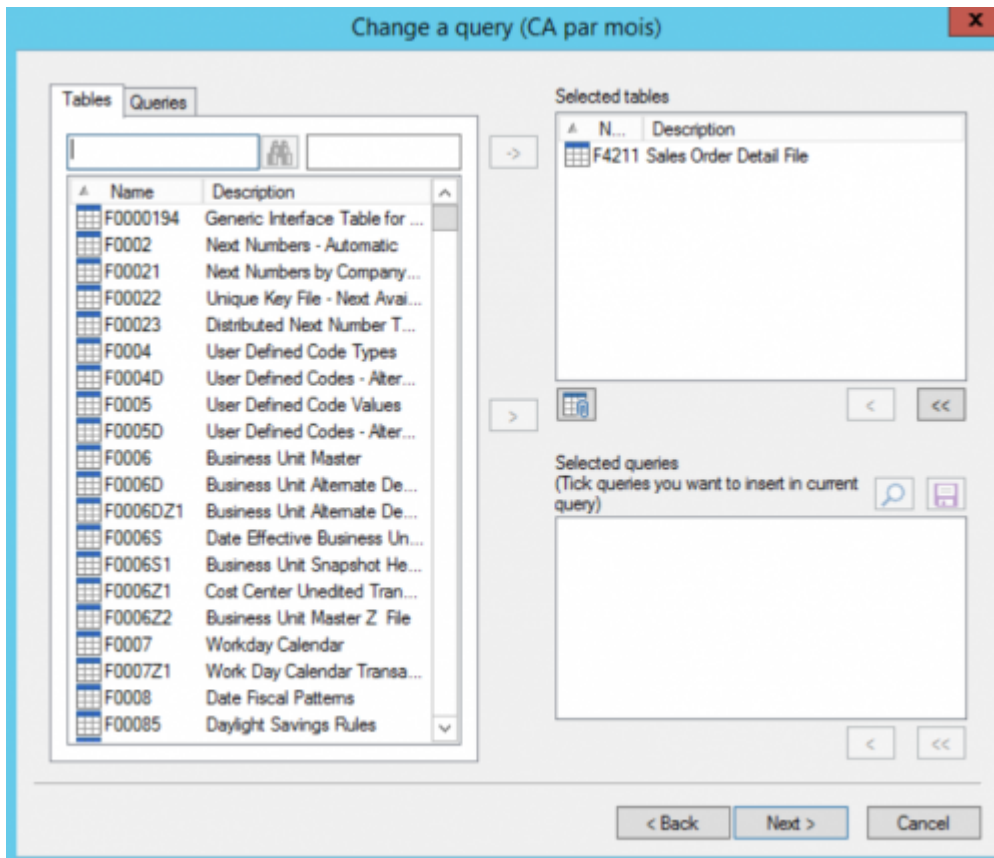 Change a query (CA par mois)
x
Tables
Queries
Selected tables
N... Description
F4211 Sales Order Detail File
->
Name Description
F0000194 Generic Interface Table for ...
F0002 Next Numbers - Automatic
F00021 Next Numbers by Company...
F00022 Unique Key File - Next Avai...
F00023 Distributed Next Number T...
F0004 User Defined Code Types
F0004D User Defined Codes - Alter...
F0005 User Defined Code Values
F0005D User Defined Codes - Alter...
F0006 Business Unit Master
F0006D Business Unit Alternate De...
F0006DZ1 Business Unit Alternate De...
F0006S Date Effective Business Un...
F0006S1 Business Unit Snapshot He...
F0006Z1 Cost Center Unedited Tran...
F0006Z2 Business Unit Master Z File
F0007 Workday Calendar
F0007Z1 Work Day Calendar Transa...
F0008 Date Fiscal Patterns
F00085 Daylight Savings Rules
>
<
<<
Selected queries
(Tick queries you want to insert in current
query)
<
<<
< Back
Next >
Cancel